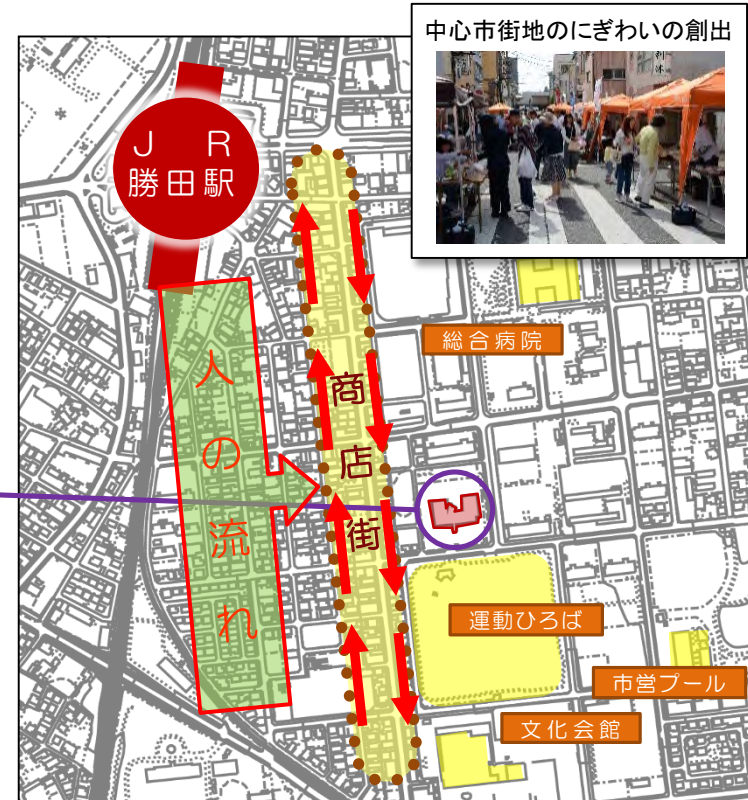 中心市街地のにぎわいの創出
JR
勝田駅
総合病院
人の流れ
商店街
運動ひろば
市営プール
文化会館